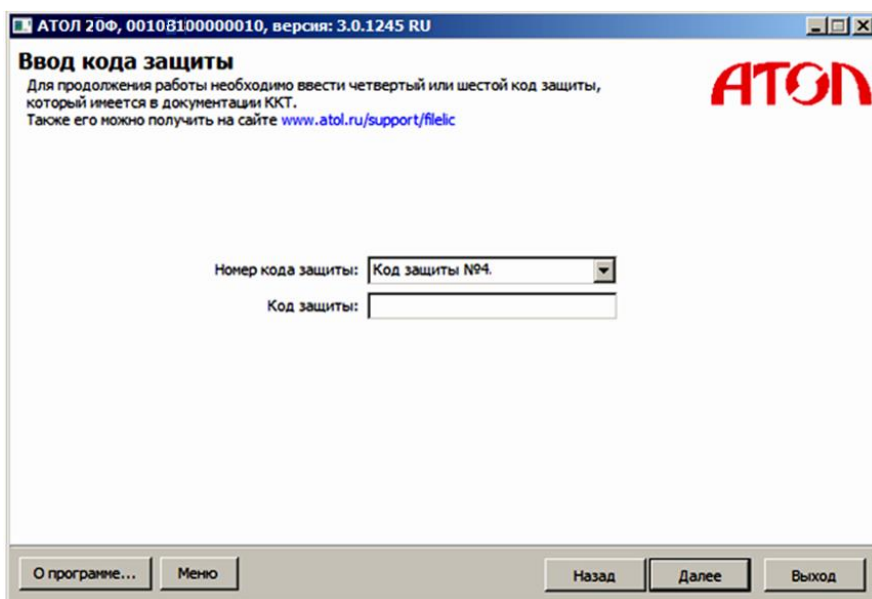 АТОЛ 20Ф, 00103100000010, версия: 3.0.1245 RU
Ввод кода защиты
Для продолжения работы необходимо ввести четвертый или шестой код защиты,
который имеется в документации ККТ.
Также его можно получить на сайте www.atol.ru/support/filelic
АТОЛ
Номер кода защиты: Код защиты №4.
Код защиты:
О программе... Меню Назад Далее Выход